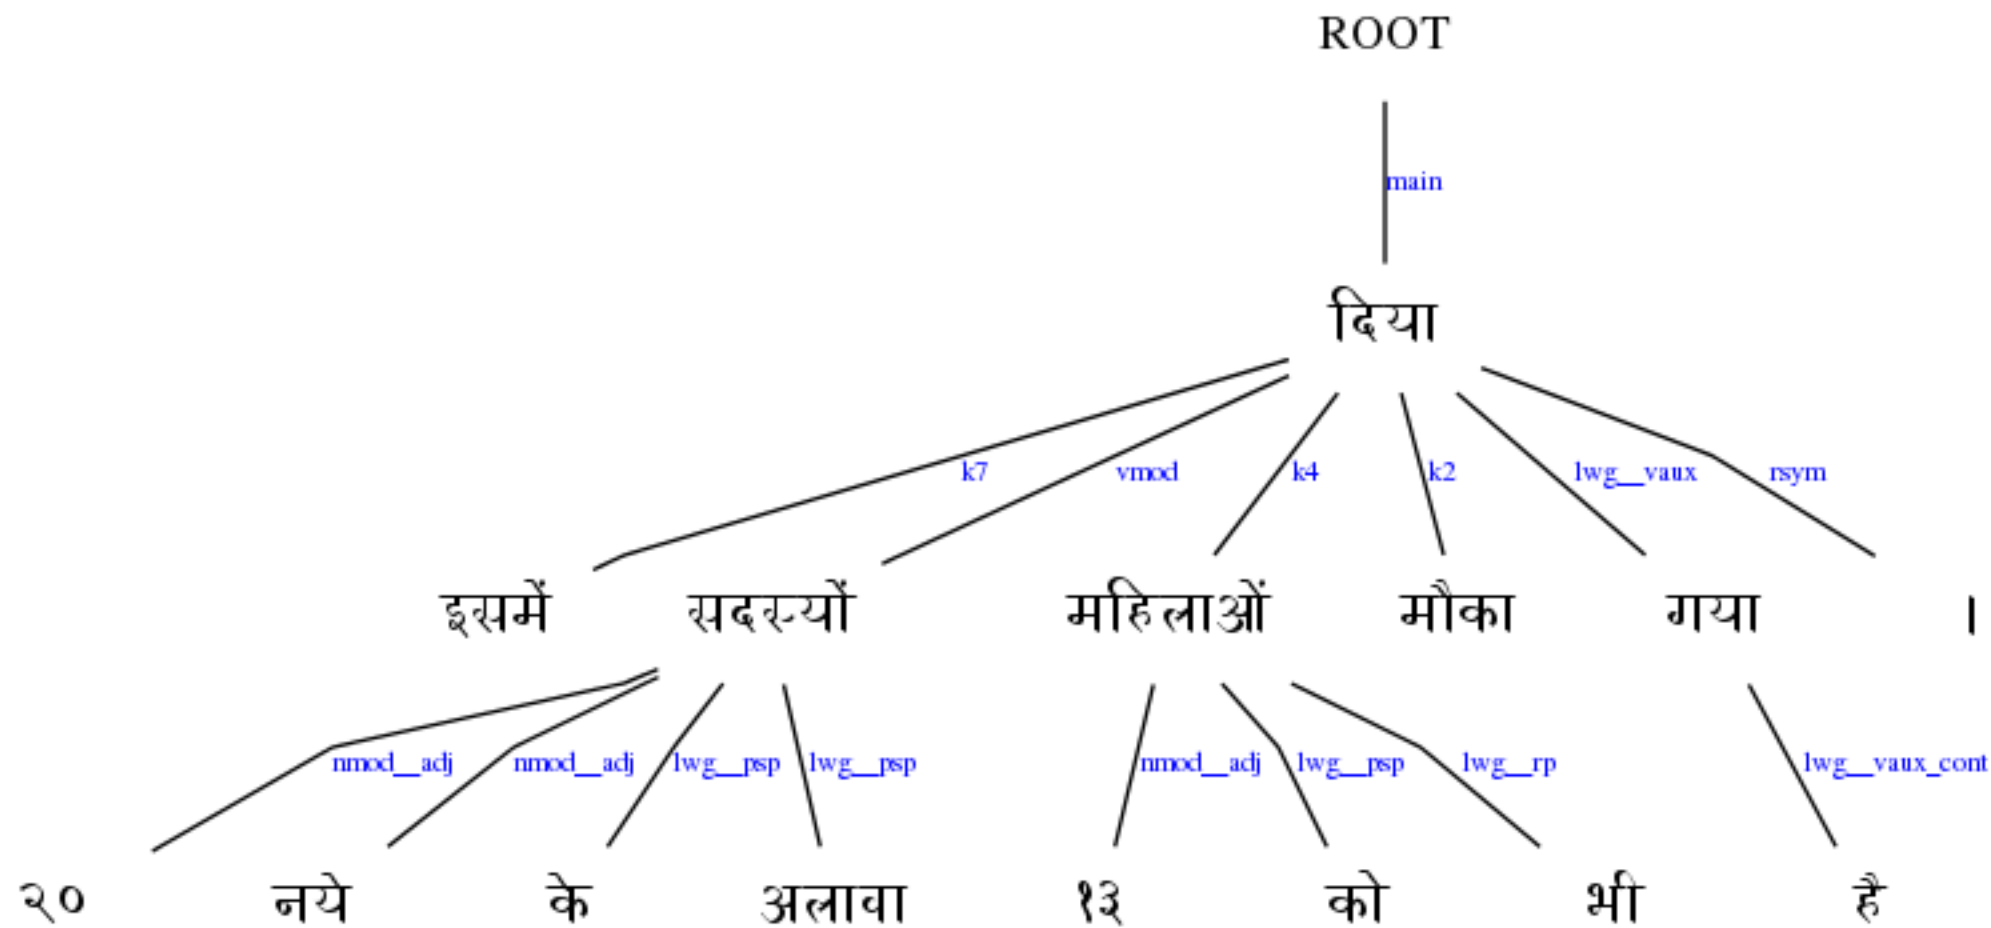 ROOT
main
दिया
k7 vmod k4 k2 lwg__vaux rsym
इसमें सदस्यों महिलाओं मौका गया ।
nmod__adj nmod__adj lwg__psp lwg__psp nmod__adj lwg__psp lwg__rp lwg__vaux_cont
२० नये के अलावा १३ को भी है